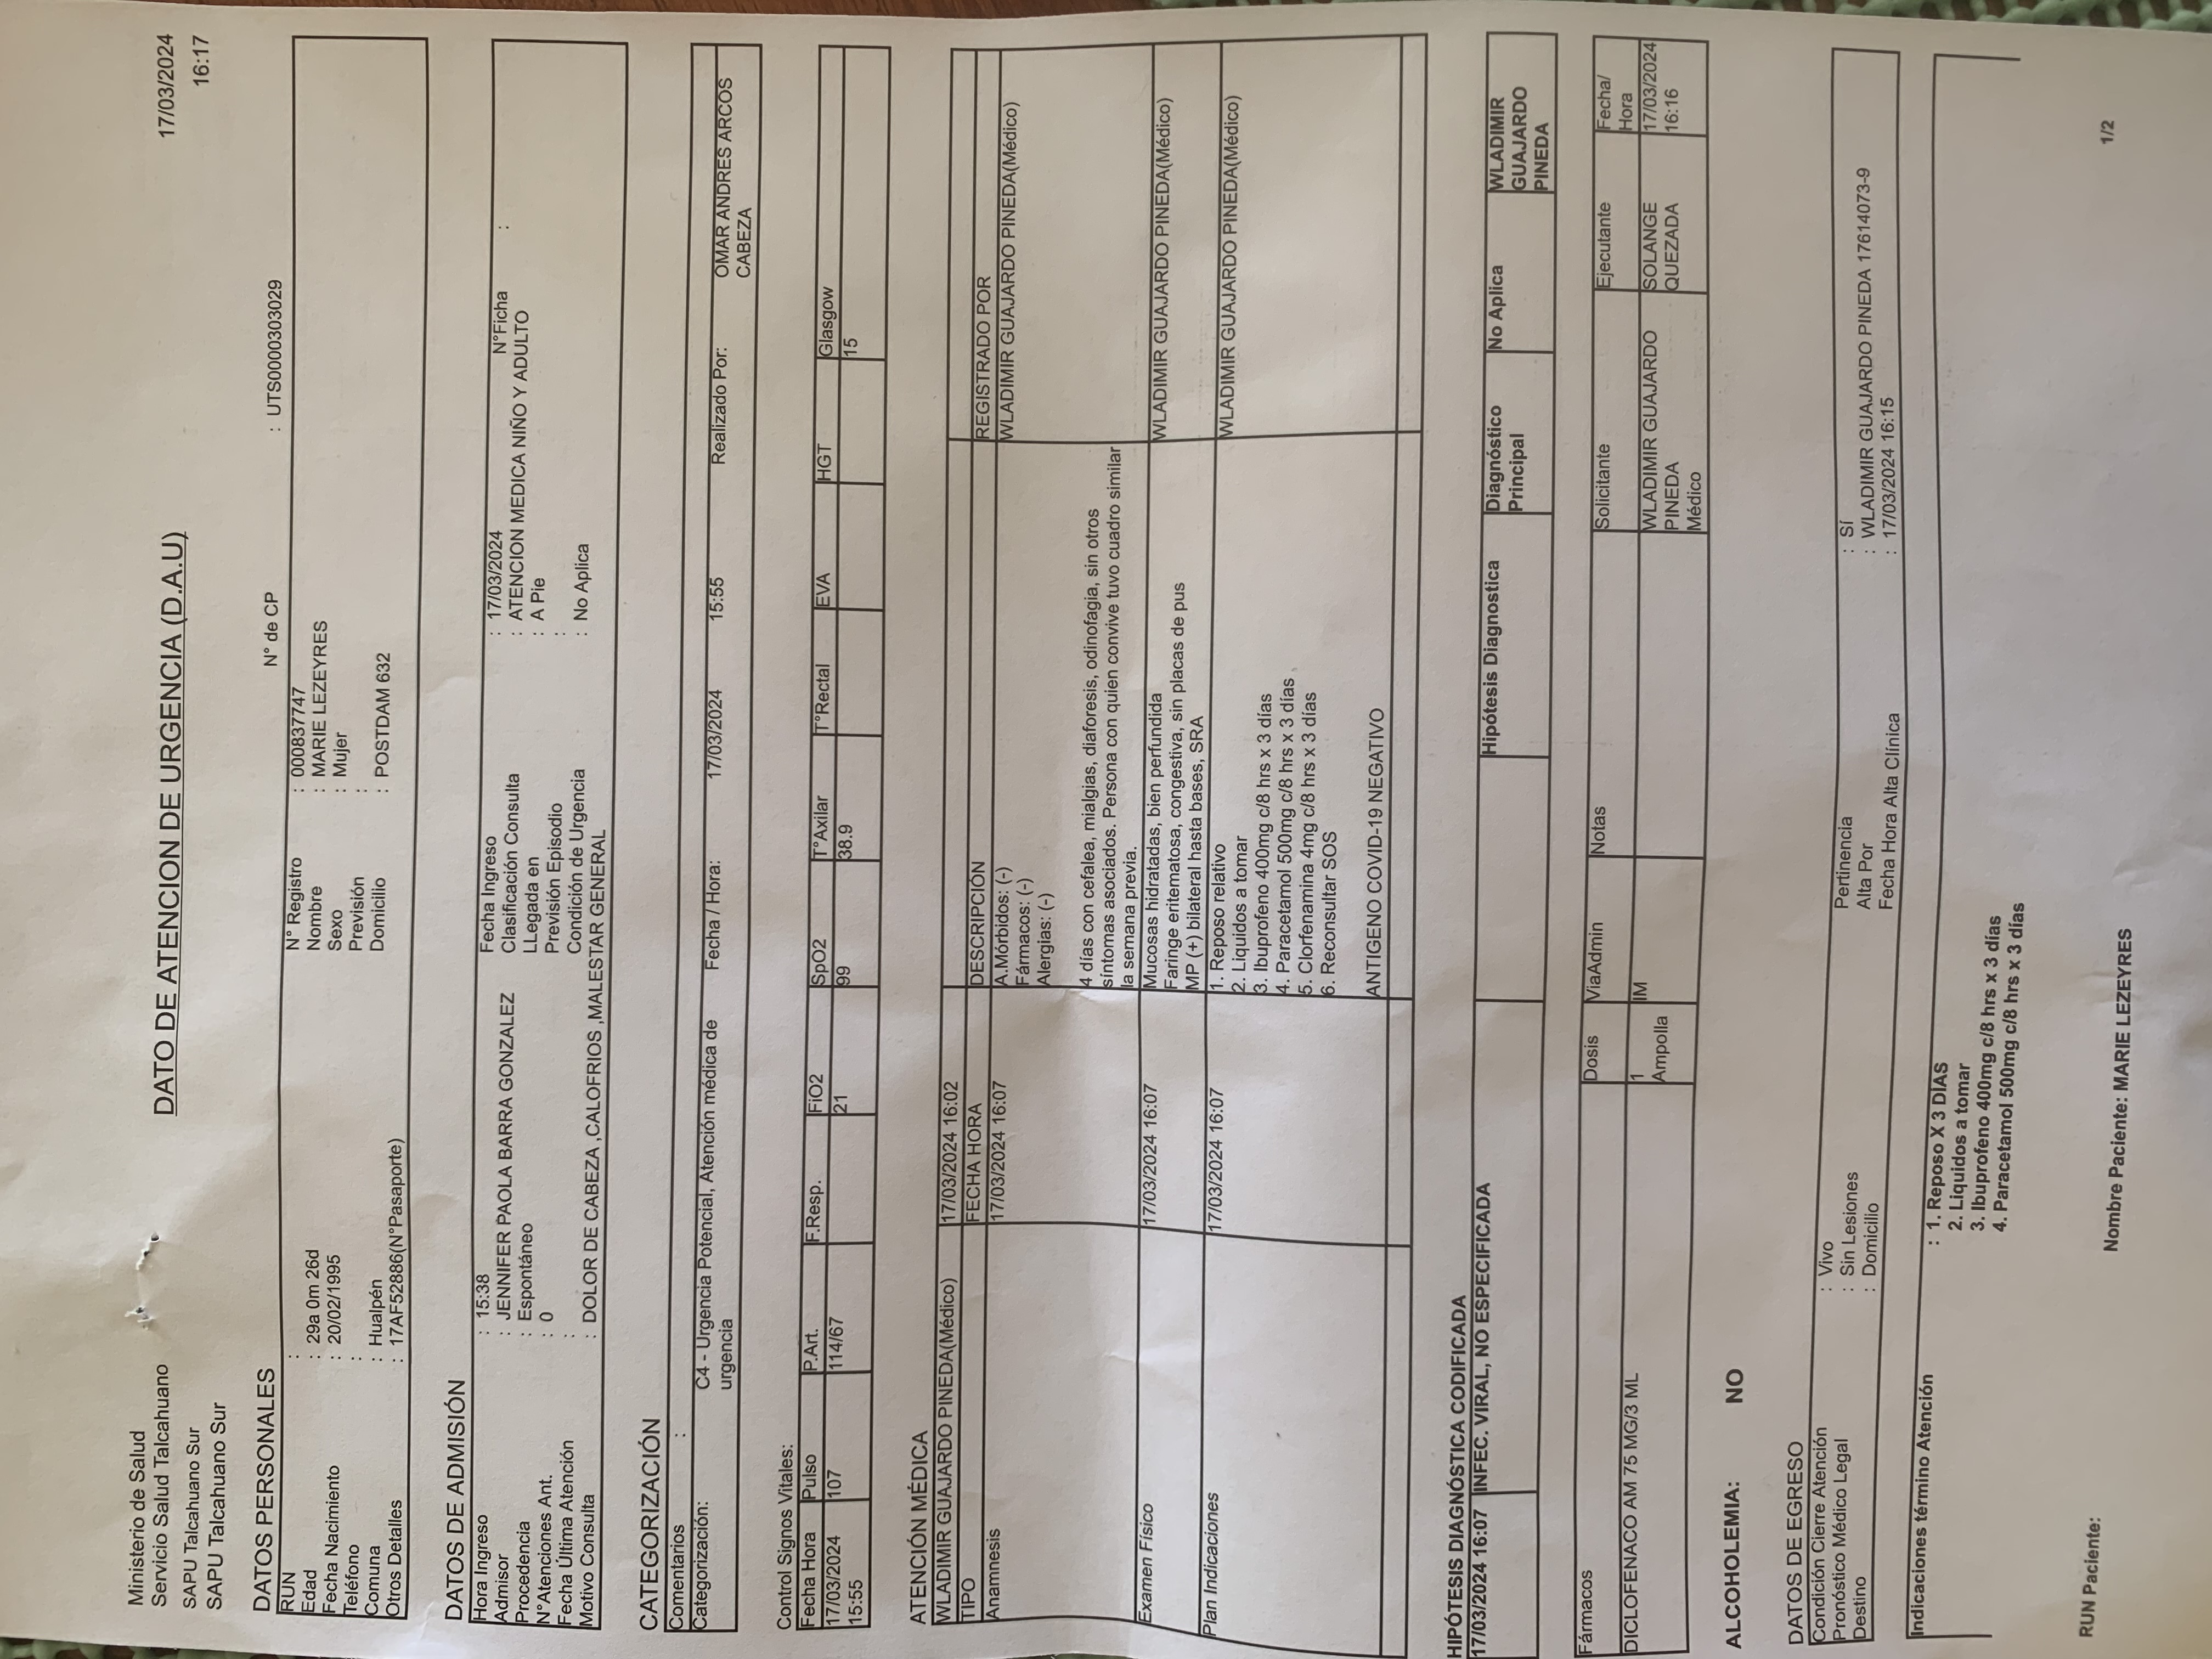 Ministerio de Salud
Servicio Salud Talcahuano
SAPU Talcahuano Sur
SAPU Talcahuano Sur
DATO DE ATENCION DE URGENCIA (D.A.U)
17/03/2024
16:17
DATOS PERSONALES
N° de CP : UTS0000303029
RUN :
Edad : 29a 0m 26d
Fecha Nacimiento : 20/02/1995
Teléfono :
Comuna : Hualpén
Otros Detalles : 17AF52886(N°Pasaporte)
N° Registro : 000837747
Nombre : MARIE LEZEYRES
Sexo : Mujer
Previsión :
Domicilio : POSTDAM 632
DATOS DE ADMISIÓN
Hora Ingreso : 15:38
Admisor : JENNIFER PAOLA BARRA GONZALEZ
Procedencia : Espontáneo
N°Atenciones Ant. : 0
Fecha Última Atención :
Motivo Consulta : DOLOR DE CABEZA ,CALOFRIOS ,MALESTAR GENERAL
Fecha Ingreso : 17/03/2024 N°Ficha :
Clasificación Consulta : ATENCION MEDICA NIÑO Y ADULTO
LLegada en : A Pie
Previsión Episodio :
Condición de Urgencia : No Aplica
CATEGORIZACIÓN
Comentarios :
Categorización: C4 - Urgencia Potencial, Atención médica de urgencia Fecha / Hora: 17/03/2024 15:55 Realizado Por: OMAR ANDRES ARCOS CABEZA
Control Signos Vitales:
Fecha Hora Pulso P.Art. F.Resp. FiO2 SpO2 T°Axilar T°Rectal EVA HGT Glasgow
17/03/2024 107 114/67 21 99 38.9 15
15:55
ATENCIÓN MÉDICA
WLADIMIR GUAJARDO PINEDA(Médico) 17/03/2024 16:02
TIPO FECHA HORA DESCRIPCIÓN REGISTRADO POR
Anamnesis 17/03/2024 16:07 A.Mórbidos: (-) WLADIMIR GUAJARDO PINEDA(Médico)
Fármacos: (-)
Alergias: (-)
4 días con cefalea, mialgias, diaforesis, odinofagia, sin otros
síntomas asociados. Persona con quien convive tuvo cuadro similar
la semana previa.
Examen Físico 17/03/2024 16:07 Mucosas hidratadas, bien perfundida WLADIMIR GUAJARDO PINEDA(Médico)
Faringe eritematosa, congestiva, sin placas de pus
MP (+) bilateral hasta bases, SRA
Plan Indicaciones 17/03/2024 16:07 1. Reposo relativo WLADIMIR GUAJARDO PINEDA(Médico)
2. Liquidos a tomar
3. Ibuprofeno 400mg c/8 hrs x 3 días
4. Paracetamol 500mg c/8 hrs x 3 días
5. Clorfenamina 4mg c/8 hrs x 3 días
6. Reconsultar SOS
ANTIGENO COVID-19 NEGATIVO
HIPÓTESIS DIAGNÓSTICA CODIFICADA
17/03/2024 16:07 INFEC. VIRAL, NO ESPECIFICADA Hipótesis Diagnostica Diagnóstico Principal No Aplica WLADIMIR GUAJARDO PINEDA
Fármacos Dosis ViaAdmin Notas Solicitante Ejecutante Fecha/ Hora
DICLOFENACO AM 75 MG/3 ML 1 Ampolla IM WLADIMIR GUAJARDO PINEDA Médico SOLANGE QUEZADA 17/03/2024 16:16
ALCOHOLEMIA: NO
DATOS DE EGRESO
Condición Cierre Atención : Vivo
Pronóstico Médico Legal : Sin Lesiones
Destino : Domicilio
Pertinencia : Sí
Alta Por : WLADIMIR GUAJARDO PINEDA 17614073-9
Fecha Hora Alta Clínica : 17/03/2024 16:15
Indicaciones término Atención : 1. Reposo X 3 DÍAS
2. Liquidos a tomar
3. Ibuprofeno 400mg c/8 hrs x 3 días
4. Paracetamol 500mg c/8 hrs x 3 días
RUN Paciente:
Nombre Paciente: MARIE LEZEYRES
1/2